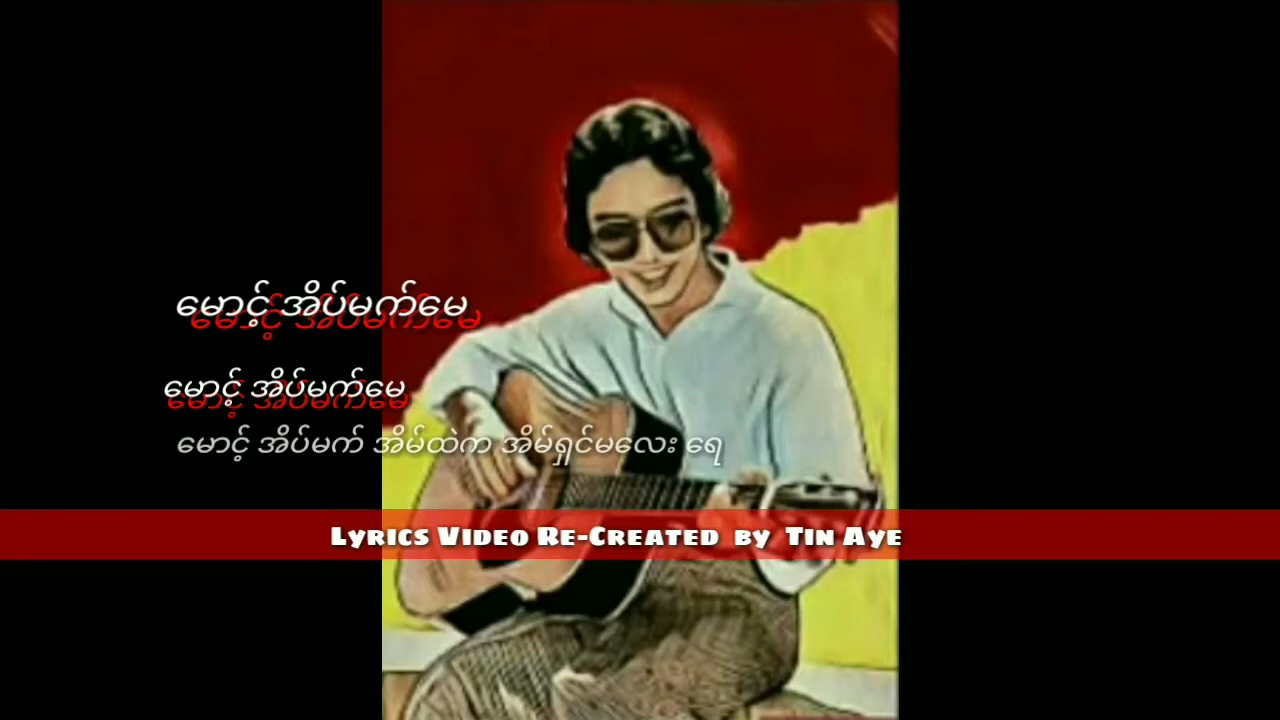 မောင့် အိပ်မက်မေ
မောင့် အိပ်မက်မေ
မောင့် အိပ်မက် အိမ်ထဲက အိမ်ရှင်မလေး ရေ
Lyrics Video Re-Created by Tin Aye